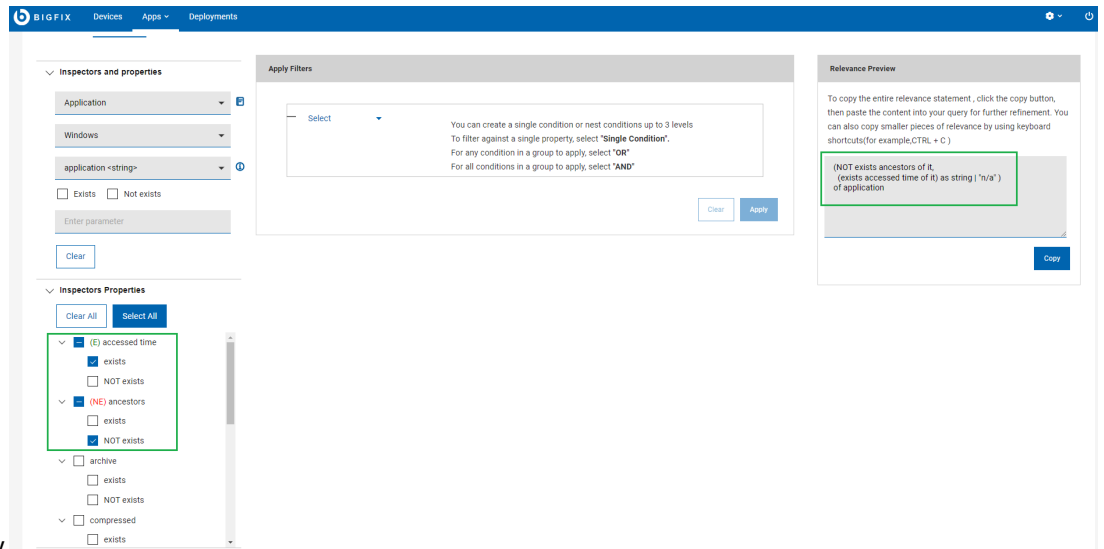 BIGFIX Devices Apps Deployments
Inspectors and properties
Application
Windows
application <string>
Exists Not exists
Enter parameter
Clear
Inspectors Properties
Clear All Select All
(E) accessed time
exists
NOT exists
(NE) ancestors
exists
NOT exists
archive
exists
NOT exists
compressed
exists
Apply Filters
Select
You can create a single condition or nest conditions up to 3 levels
To filter against a single property, select "Single Condition".
For any condition in a group to apply, select "OR"
For all conditions in a group to apply, select "AND"
Clear Apply
Relevance Preview
To copy the entire relevance statement , click the copy button,
then paste the content into your query for further refinement. You
can also copy smaller pieces of relevance by using keyboard
shortcuts(for example,CTRL + C )
(NOT exists ancestors of it,
(exists accessed time of it) as string | "n/a" )
of application
Copy